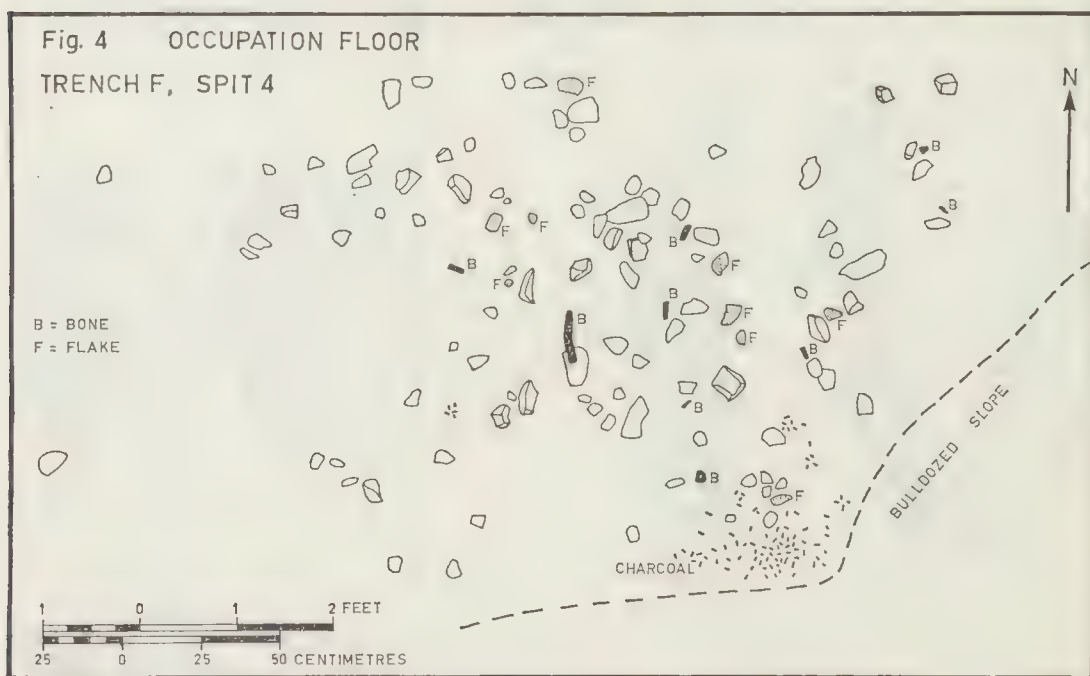 Fig. 4 OCCUPATION FLOOR
TRENCH F, SPIT 4
N
F
B
B
F
F
B
F
B
F
B
F
B
F
F
B
B = BONE
F = FLAKE
B
B
F
BULLDOZED SLOPE
CHARCOAL
1 0 1 2 FEET
25 0 25 50 CENTIMETRES